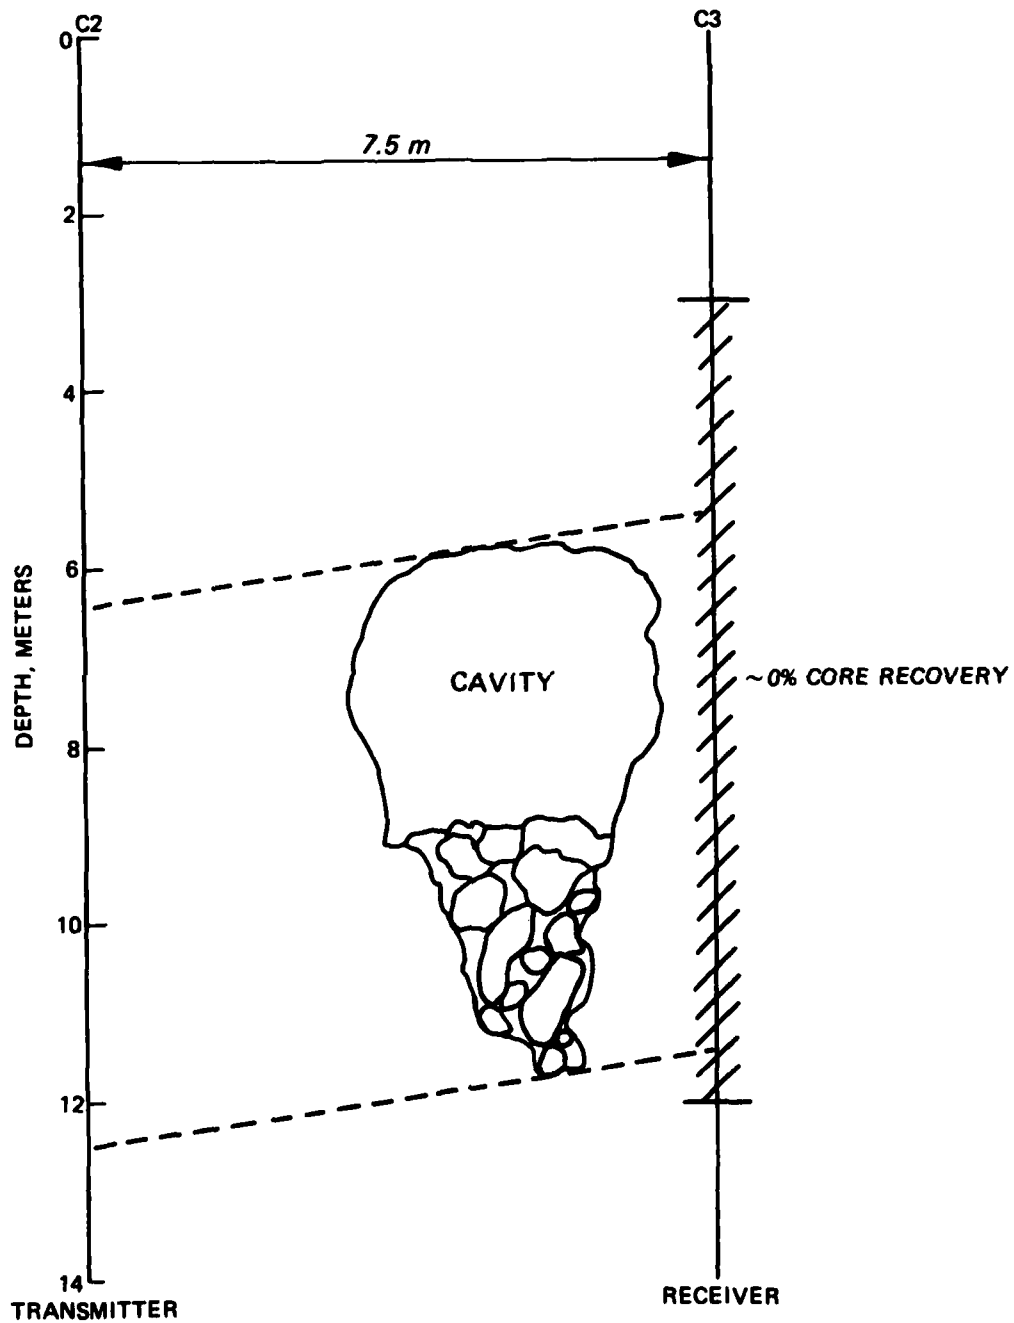 C2
C3
0
7.5 m
2
4
6
DEPTH, METERS
CAVITY
~0% CORE RECOVERY
8
10
12
14
TRANSMITTER
RECEIVER